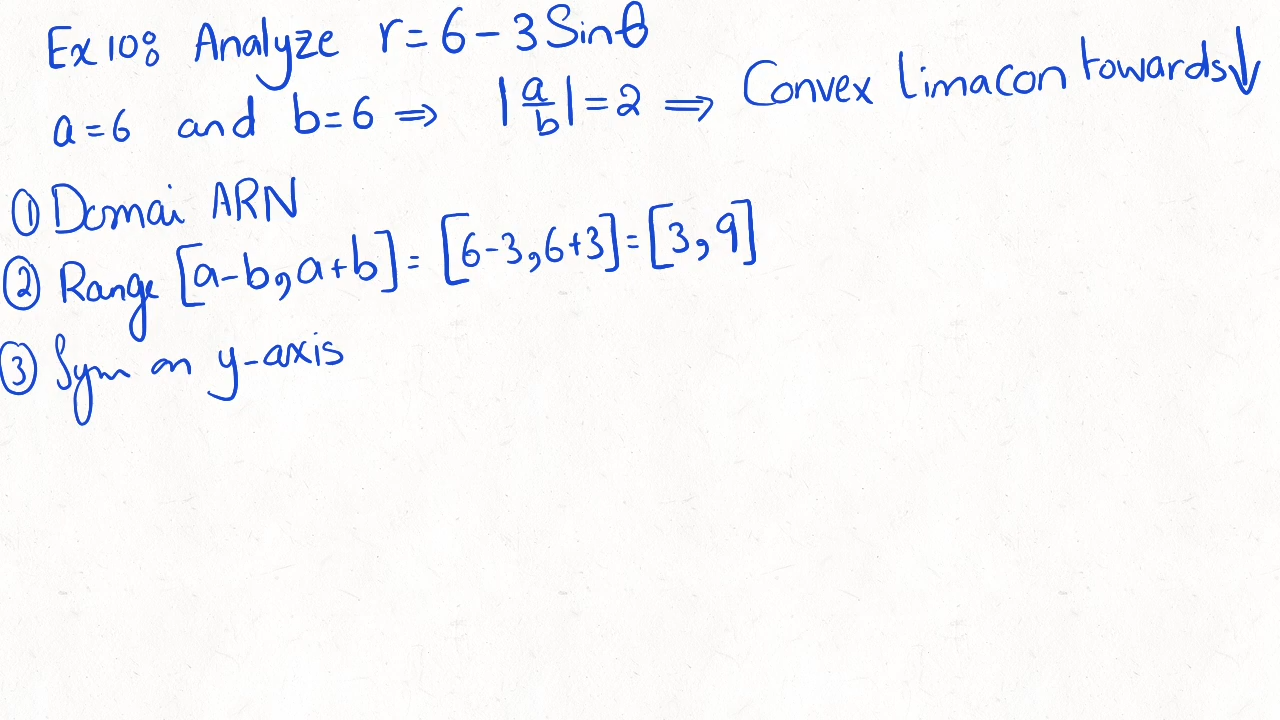 Ex 10: Analyze r = 6 - 3 Sinθ
a = 6 and b = 6 ⇒ |a/b| = 2 ⇒ Convex limacon towards ↓
① Domai ARN
② Range [a-b, a+b] = [6-3, 6+3] = [3, 9]
③ Sym on y-axis